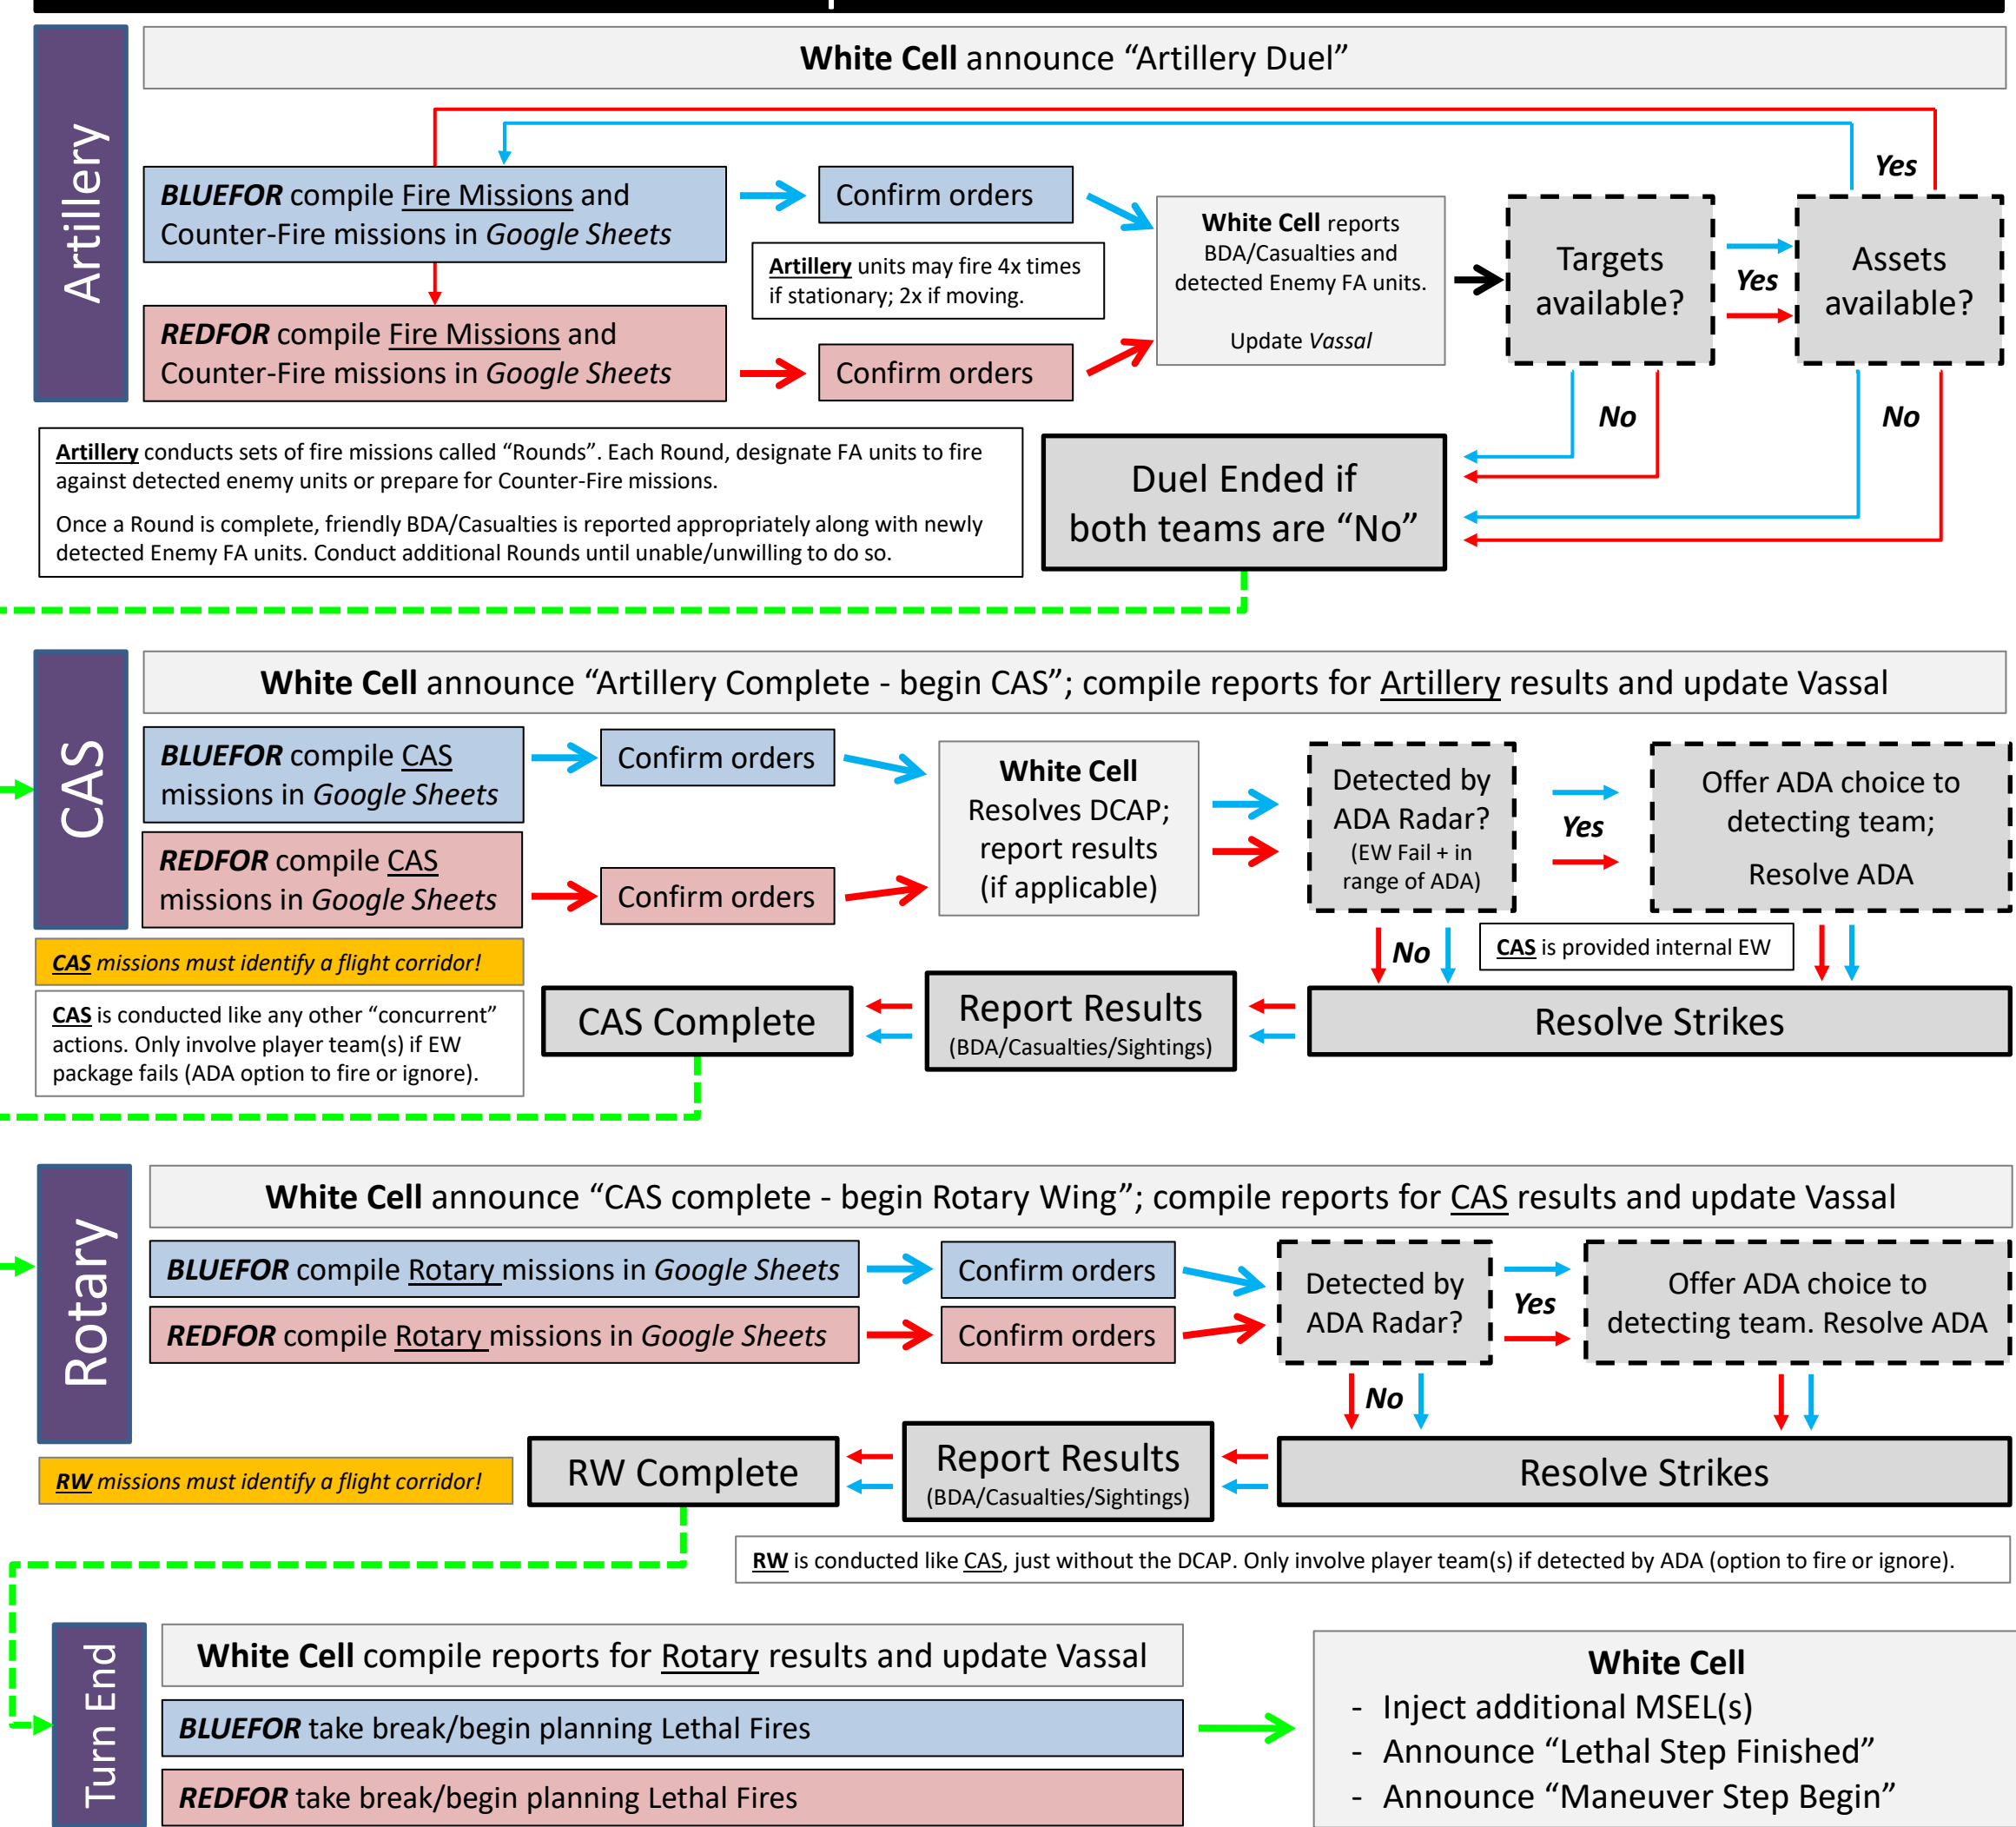 Artillery
White Cell announce “Artillery Duel”
BLUEFOR compile Fire Missions and
Counter-Fire missions in Google Sheets
Confirm orders
Artillery units may fire 4x times
if stationary; 2x if moving.
REDFOR compile Fire Missions and
Counter-Fire missions in Google Sheets
Confirm orders
White Cell reports
BDA/Casualties and
detected Enemy FA units.
Update Vassal
Targets
available?
Yes
Assets
available?
Yes
No
No
Artillery conducts sets of fire missions called “Rounds”. Each Round, designate FA units to fire
against detected enemy units or prepare for Counter-Fire missions.
Once a Round is complete, friendly BDA/Casualties is reported appropriately along with newly
detected Enemy FA units. Conduct additional Rounds until unable/unwilling to do so.
Duel Ended if
both teams are “No”
CAS
White Cell announce “Artillery Complete - begin CAS”; compile reports for Artillery results and update Vassal
BLUEFOR compile CAS
missions in Google Sheets
Confirm orders
REDFOR compile CAS
missions in Google Sheets
Confirm orders
White Cell
Resolves DCAP;
report results
(if applicable)
Detected by
ADA Radar?
(EW Fail + in
range of ADA)
Yes
Offer ADA choice to
detecting team;
Resolve ADA
No
CAS is provided internal EW
CAS missions must identify a flight corridor!
CAS is conducted like any other “concurrent”
actions. Only involve player team(s) if EW
package fails (ADA option to fire or ignore).
CAS Complete
Report Results
(BDA/Casualties/Sightings)
Resolve Strikes
Rotary
White Cell announce “CAS complete - begin Rotary Wing”; compile reports for CAS results and update Vassal
BLUEFOR compile Rotary missions in Google Sheets
Confirm orders
REDFOR compile Rotary missions in Google Sheets
Confirm orders
Detected by
ADA Radar?
Yes
Offer ADA choice to
detecting team. Resolve ADA
No
RW missions must identify a flight corridor!
RW Complete
Report Results
(BDA/Casualties/Sightings)
Resolve Strikes
RW is conducted like CAS, just without the DCAP. Only involve player team(s) if detected by ADA (option to fire or ignore).
Turn End
White Cell compile reports for Rotary results and update Vassal
BLUEFOR take break/begin planning Lethal Fires
REDFOR take break/begin planning Lethal Fires
White Cell
- Inject additional MSEL(s)
- Announce “Lethal Step Finished”
- Announce “Maneuver Step Begin”